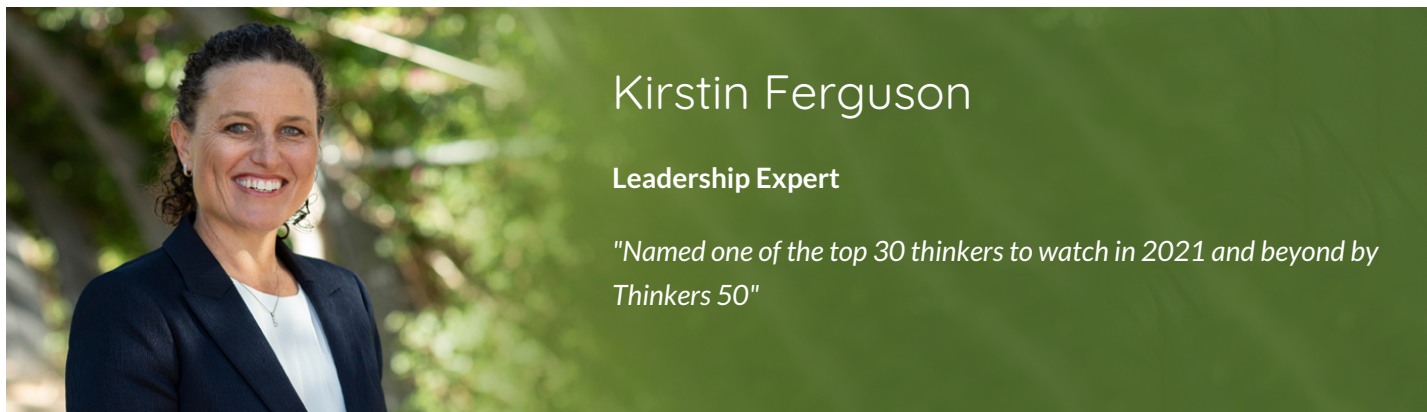 Kirstin Ferguson
Leadership Expert
"Named one of the top 30 thinkers to watch in 2021 and beyond by
Thinkers 50"